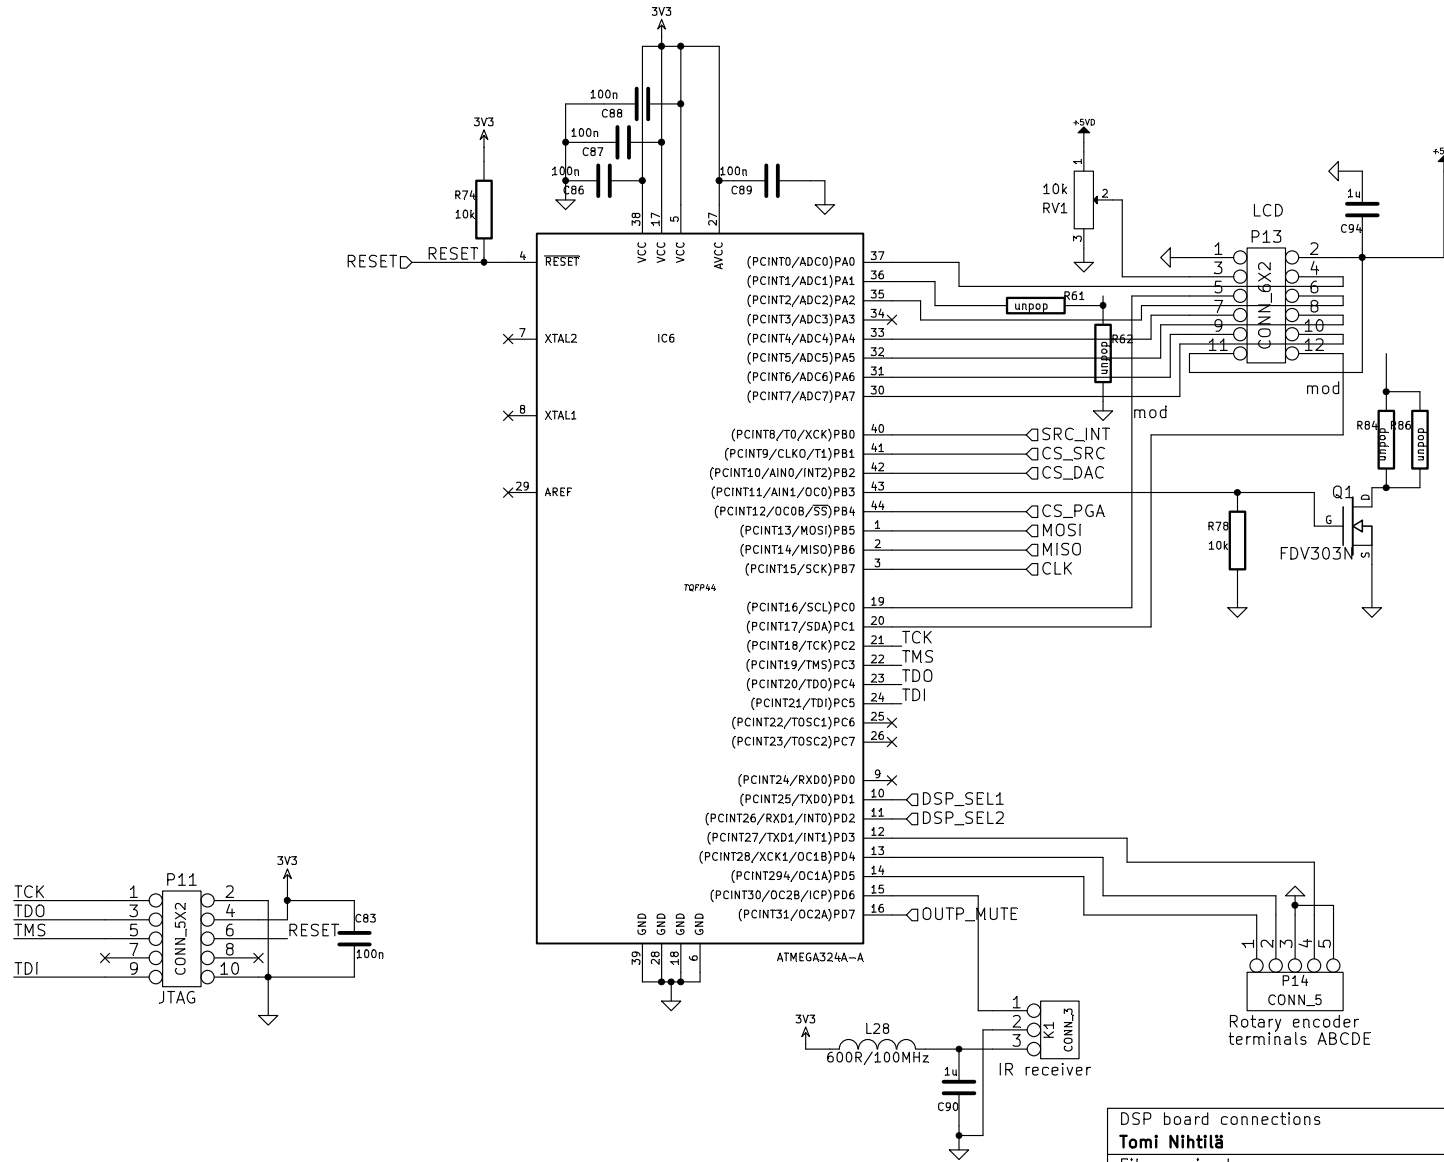 3V3
100n
C88
100n
C87
100n
C86
100n
C89
3V3
R74
10k
38
17
5
27
VCC
VCC
VCC
AVCC
RESET
RESET
4
RESET
7
XTAL2
8
XTAL1
29
AREF
IC6
TQFP44
(PCINT0/ADC0)PA0
37
(PCINT1/ADC1)PA1
36
(PCINT2/ADC2)PA2
35
(PCINT3/ADC3)PA3
34
(PCINT4/ADC4)PA4
33
(PCINT5/ADC5)PA5
32
(PCINT6/ADC6)PA6
31
(PCINT7/ADC7)PA7
30
(PCINT8/T0/XCK)PB0
40
SRC_INT
(PCINT9/CLKO/T1)PB1
41
CS_SRC
(PCINT10/AIN0/INT2)PB2
42
CS_DAC
(PCINT11/AIN1/OC0)PB3
43
(PCINT12/OC0B/SS)PB4
44
CS_PGA
(PCINT13/MOSI)PB5
1
MOSI
(PCINT14/MISO)PB6
2
MISO
(PCINT15/SCK)PB7
3
CLK
(PCINT16/SCL)PC0
19
(PCINT17/SDA)PC1
20
(PCINT18/TCK)PC2
21
TCK
(PCINT19/TMS)PC3
22
TMS
(PCINT20/TDO)PC4
23
TDO
(PCINT21/TDI)PC5
24
TDI
(PCINT22/TOSC1)PC6
25
(PCINT23/TOSC2)PC7
26
(PCINT24/RXD0)PD0
9
(PCINT25/TXD0)PD1
10
DSP_SEL1
(PCINT26/RXD1/INT0)PD2
11
DSP_SEL2
(PCINT27/TXD1/INT1)PD3
12
(PCINT28/XCK1/OC1B)PD4
13
(PCINT294/OC1A)PD5
14
(PCINT30/OC2B/ICP)PD6
15
(PCINT31/OC2A)PD7
16
OUTP_MUTE
GND
GND
GND
GND
39
28
18
6
ATMEGA324A-A
+5VD
1
10k
RV1
2
3
R61
unpop
R62
unpop
mod
+5
1u
C94
LCD
P13
CONN_6X2
1
2
3
4
5
6
7
8
9
10
11
12
mod
R84
unpop
R86
unpop
Q1
D
G
S
FDV303N
R78
10k
3V3
P11
CONN_5X2
TCK
1
2
TDO
3
4
TMS
5
6
RESET
7
8
TDI
9
10
JTAG
C83
100n
1
2
3
4
5
P14
CONN_5
Rotary encoder
terminals ABCDE
3V3
L28
600R/100MHz
1u
C90
1
2
3
K1
CONN_3
IR receiver
DSP board connections
Tomi Nihtilä